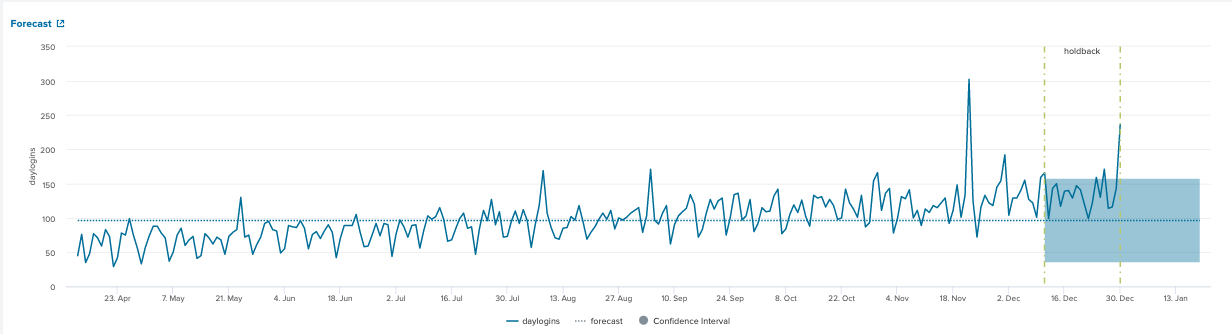 Forecast
350
holdback
300
250
200
150
100
50
0
daylogins
23. Apr 7. May 21. May 4. Jun 18. Jun 2. Jul 16. Jul 30. Jul 13. Aug 27. Aug 10. Sep 24. Sep 8. Oct 22. Oct 4. Nov 18. Nov 2. Dec 16. Dec 30. Dec 13. Jan
daylogins forecast Confidence Interval